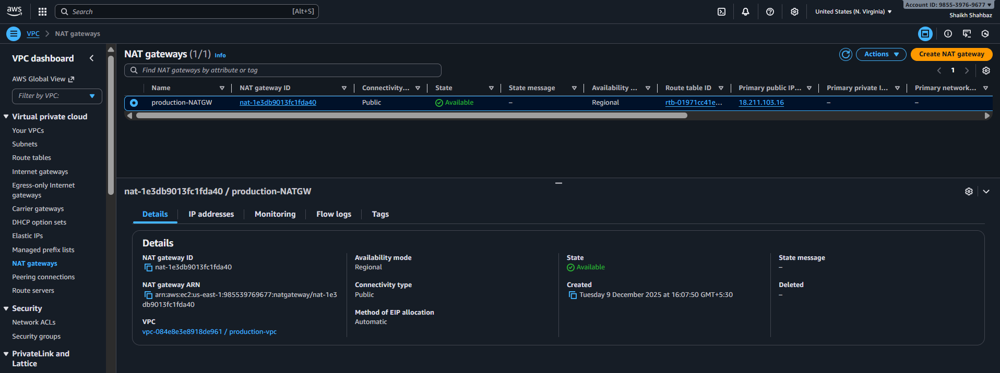 aws
Search [Alt+S]
United States (N. Virginia)
Account ID: 9855-3976-9677
Shaikh Shahbaz
VPC > NAT gateways
VPC dashboard
AWS Global View
Filter by VPC:
Virtual private cloud
Your VPCs
Subnets
Route tables
Internet gateways
Egress-only Internet
gateways
Carrier gateways
DHCP option sets
Elastic IPs
Managed prefix lists
NAT gateways
Peering connections
Route servers
Security
Network ACLs
Security groups
PrivateLink and
Lattice
NAT gateways (1/1) Info
Actions
Create NAT gateway
Find NAT gateways by attribute or tag
1
Name NAT gateway ID Connectivity... State State message Availability ... Route table ID Primary public IP... Primary private I... Primary network...
production-NATGW nat-1e3db9013fc1fda40 Public Available – Regional rtb-01971cc41e... 18.211.103.16 – –
nat-1e3db9013fc1fda40 / production-NATGW
Details IP addresses Monitoring Flow logs Tags
Details
NAT gateway ID
nat-1e3db9013fc1fda40
NAT gateway ARN
arn:aws:ec2:us-east-1:985539769677:natgateway/nat-1e3
db9013fc1fda40
VPC
vpc-084e8e3e8918de961 / production-vpc
Availability mode
Regional
Connectivity type
Public
Method of EIP allocation
Automatic
State
Available
Created
Tuesday 9 December 2025 at 16:07:50 GMT+5:30
State message
–
Deleted
–